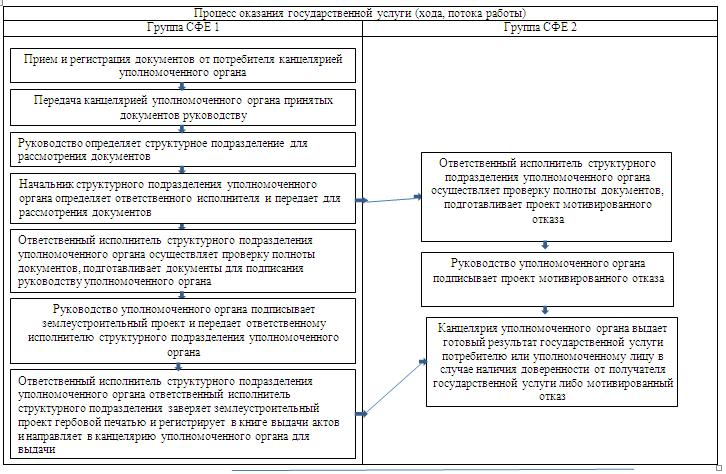 Процесс оказания государственной услуги (хода, потока работы)
Группа СФЕ 1
Группа СФЕ 2
Прием и регистрация документов от потребителя канцелярией
уполномоченного органа
Передача канцелярией уполномоченного органа принятых
документов руководству
Руководство определяет структурное подразделение для
рассмотрения документов
Начальник структурного подразделения уполномоченного
органа определяет ответственного исполнителя и передает для
рассмотрения документов
Ответственный исполнитель структурного подразделения
уполномоченного органа осуществляет проверку полноты
документов, подготавливает документы для подписания
руководству уполномоченного органа
Руководство уполномоченного органа подписывает
землеустроительный проект и передает ответственному
исполнителю структурного подразделения уполномоченного
органа
Ответственный исполнитель структурного подразделения
уполномоченного органа ответственный исполнитель
структурного подразделения заверяет землеустроительный
проект гербовой печатью и регистрирует в книге выдачи актов
и направляет в канцелярию уполномоченного органа для
выдачи
Ответственный исполнитель структурного
подразделения уполномоченного органа
осуществляет проверку полноты документов,
подготавливает проект мотивированного
отказа
Руководство уполномоченного органа
подписывает проект мотивированного отказа
Канцелярия уполномоченного органа выдает
готовый результат государственной услуги
потребителю или уполномоченному лицу в
случае наличия доверенности от получателя
государственной услуги либо мотивированный
отказ